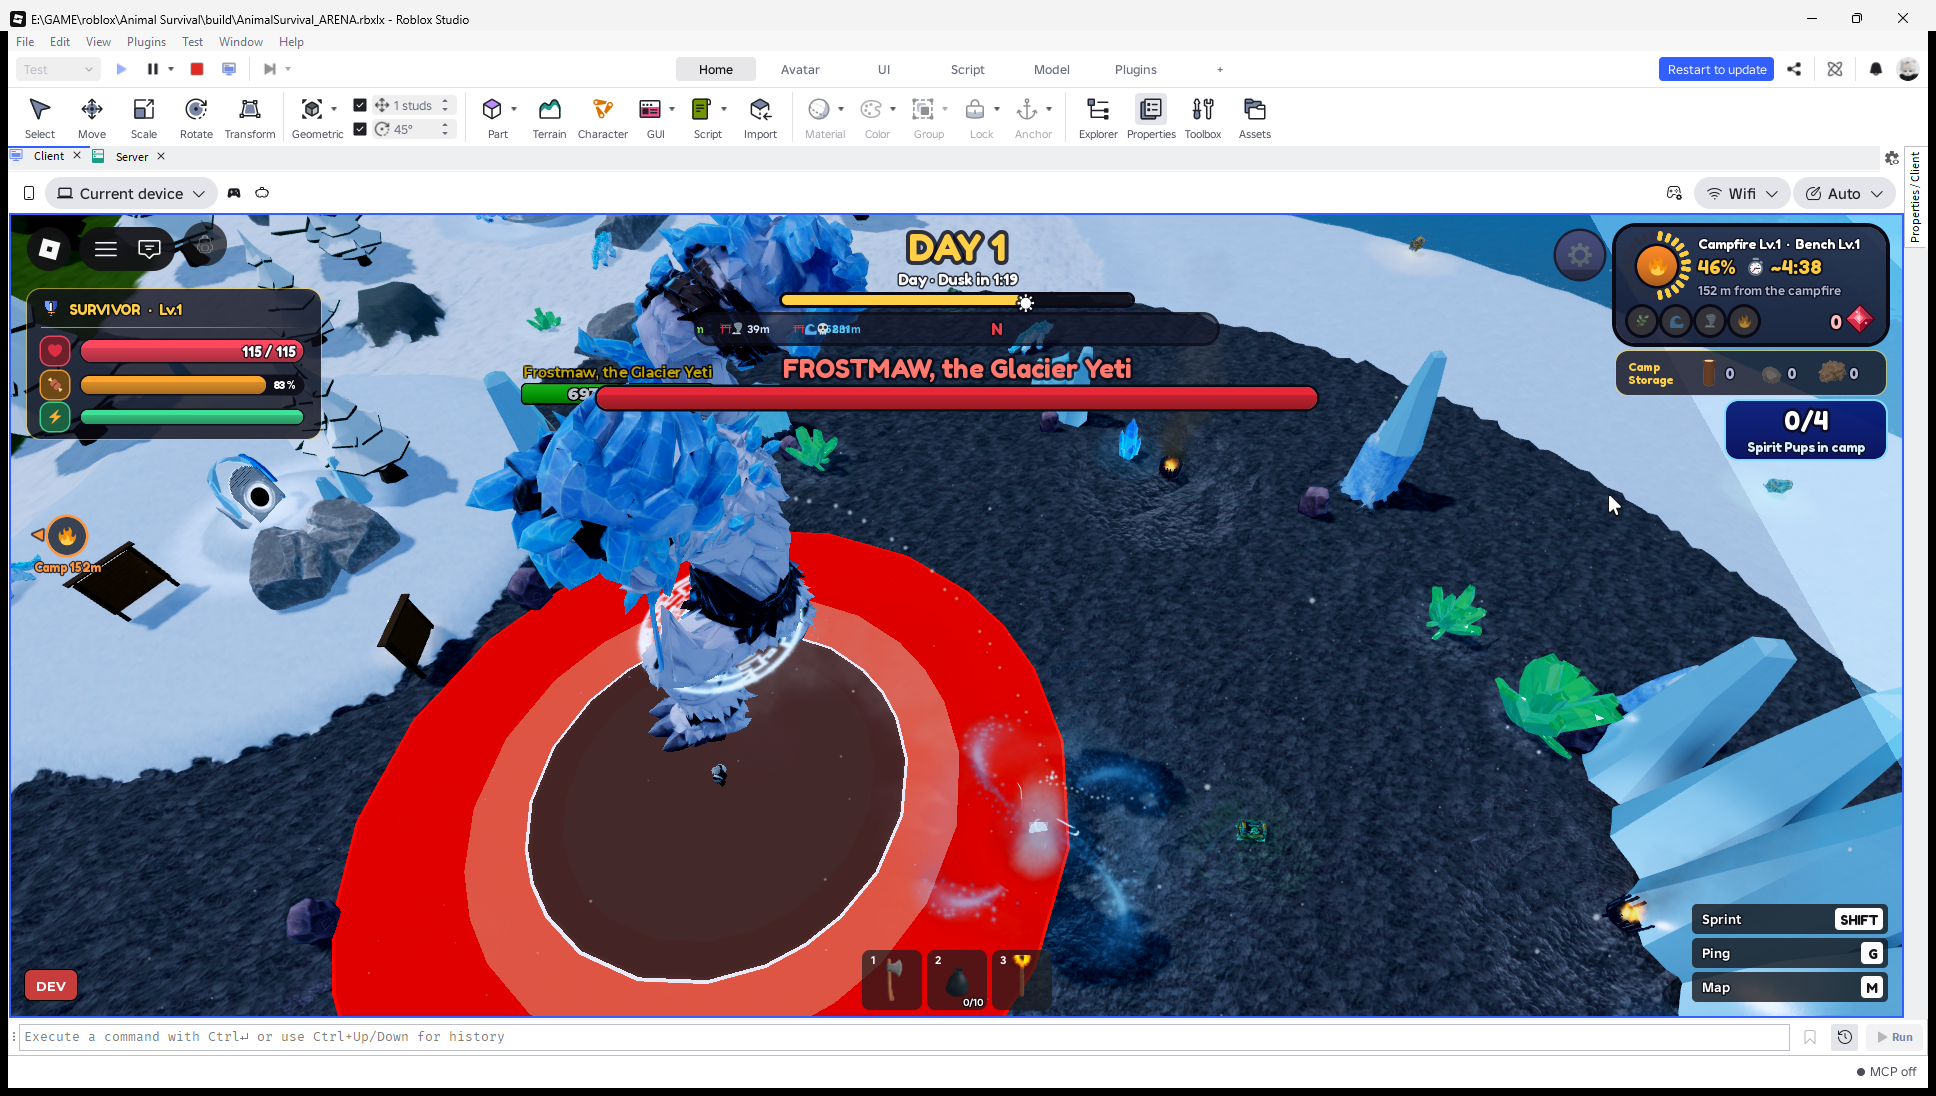 E:\GAME\roblox\Animal Survival\build\AnimalSurvival_ARENA.rbxlx - Roblox Studio
File Edit View Plugins Test Window Help
Test
Home Avatar UI Script Model Plugins +
Restart to update
Select Move Scale Rotate Transform Geometric
1 studs
45°
Part Terrain Character GUI Script Import Material Color Group Lock Anchor Explorer Properties Toolbox Assets
Client Server
Properties / Client
Current device
Wifi Auto
DAY 1
Day · Dusk in 1:19
39m
N
SURVIVOR · Lv.1
115 / 115
83%
Frostmaw, the Glacier Yeti
FROSTMAW, the Glacier Yeti
Campfire Lv.1 · Bench Lv.1
46% ~4:38
152 m from the campfire
0
Camp Storage 0 0 0
0/4
Spirit Pups in camp
Camp 152m
DEV
1 2 3
0/10
Sprint SHIFT
Ping G
Map M
Execute a command with Ctrl↵ or use Ctrl+Up/Down for history
Run
MCP off